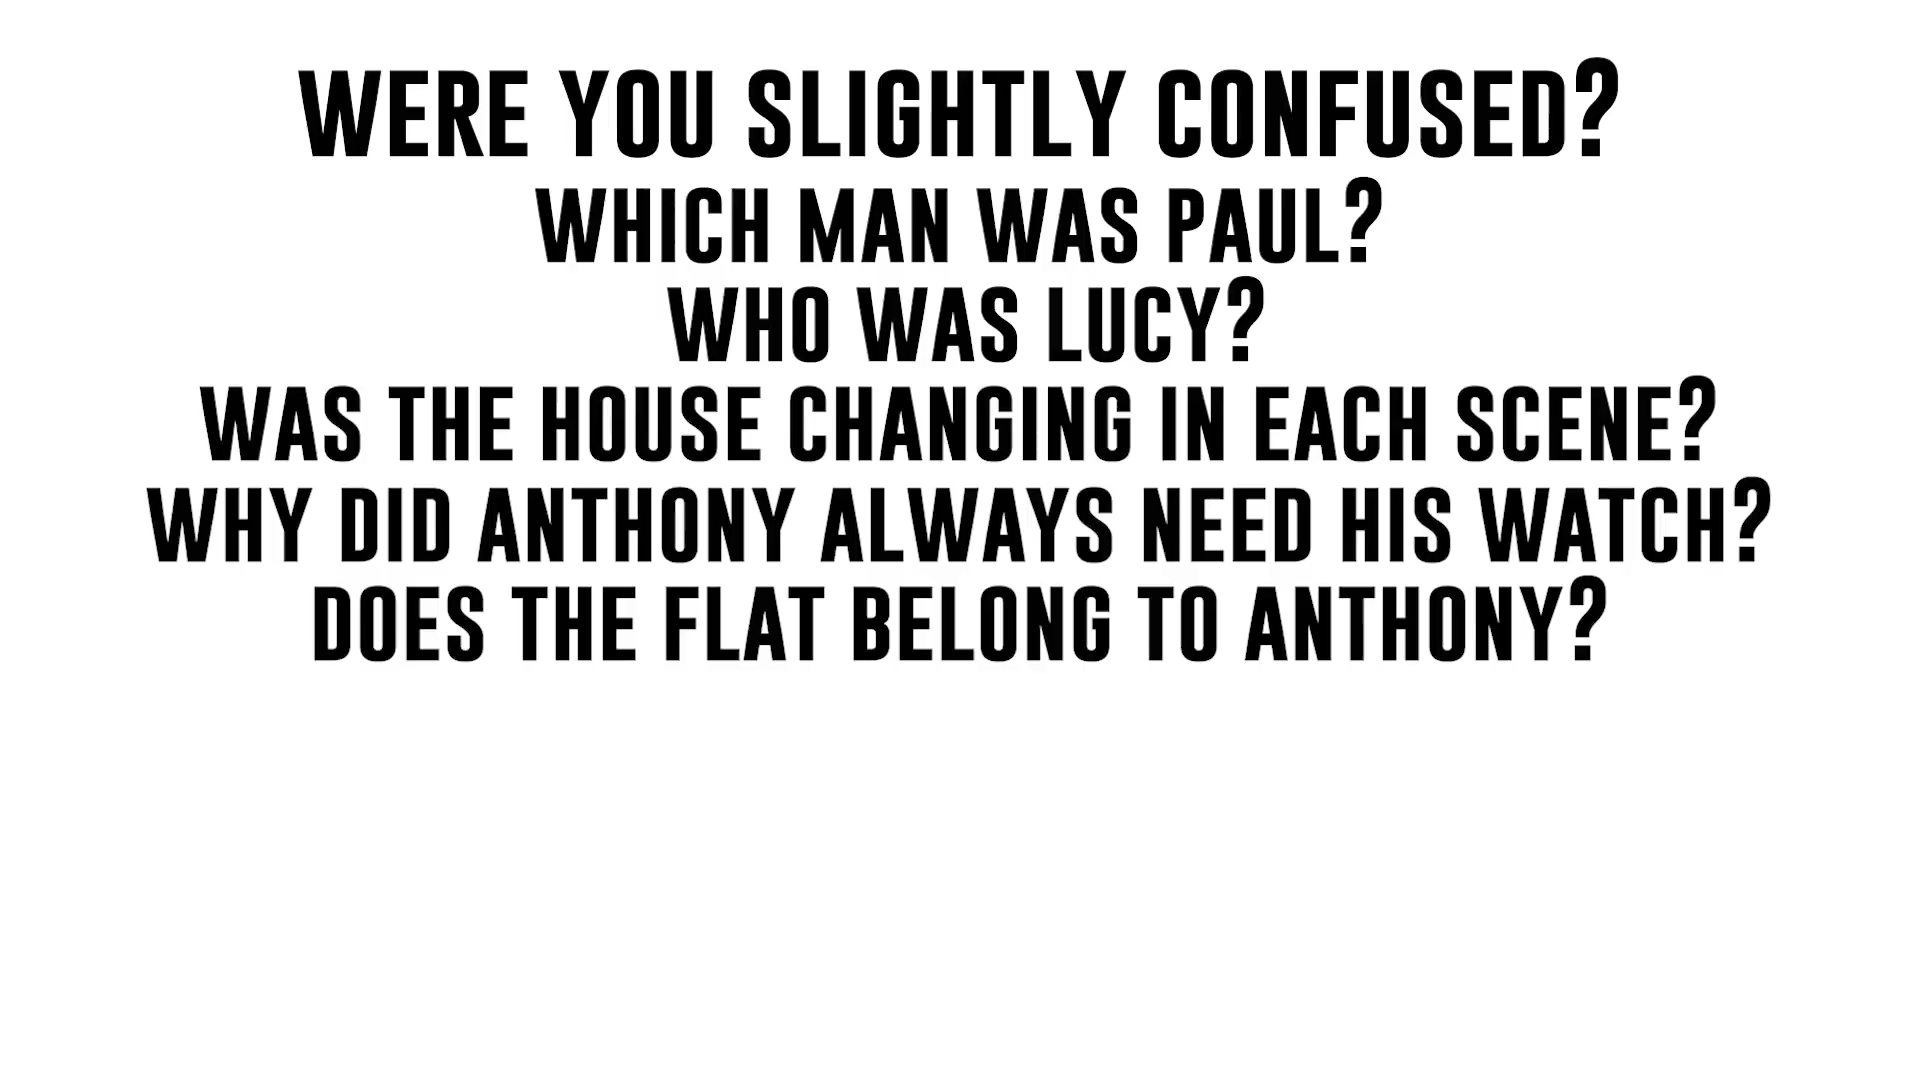 WERE YOU SLIGHTLY CONFUSED?
WHICH MAN WAS PAUL?
WHO WAS LUCY?
WAS THE HOUSE CHANGING IN EACH SCENE?
WHY DID ANTHONY ALWAYS NEED HIS WATCH?
DOES THE FLAT BELONG TO ANTHONY?